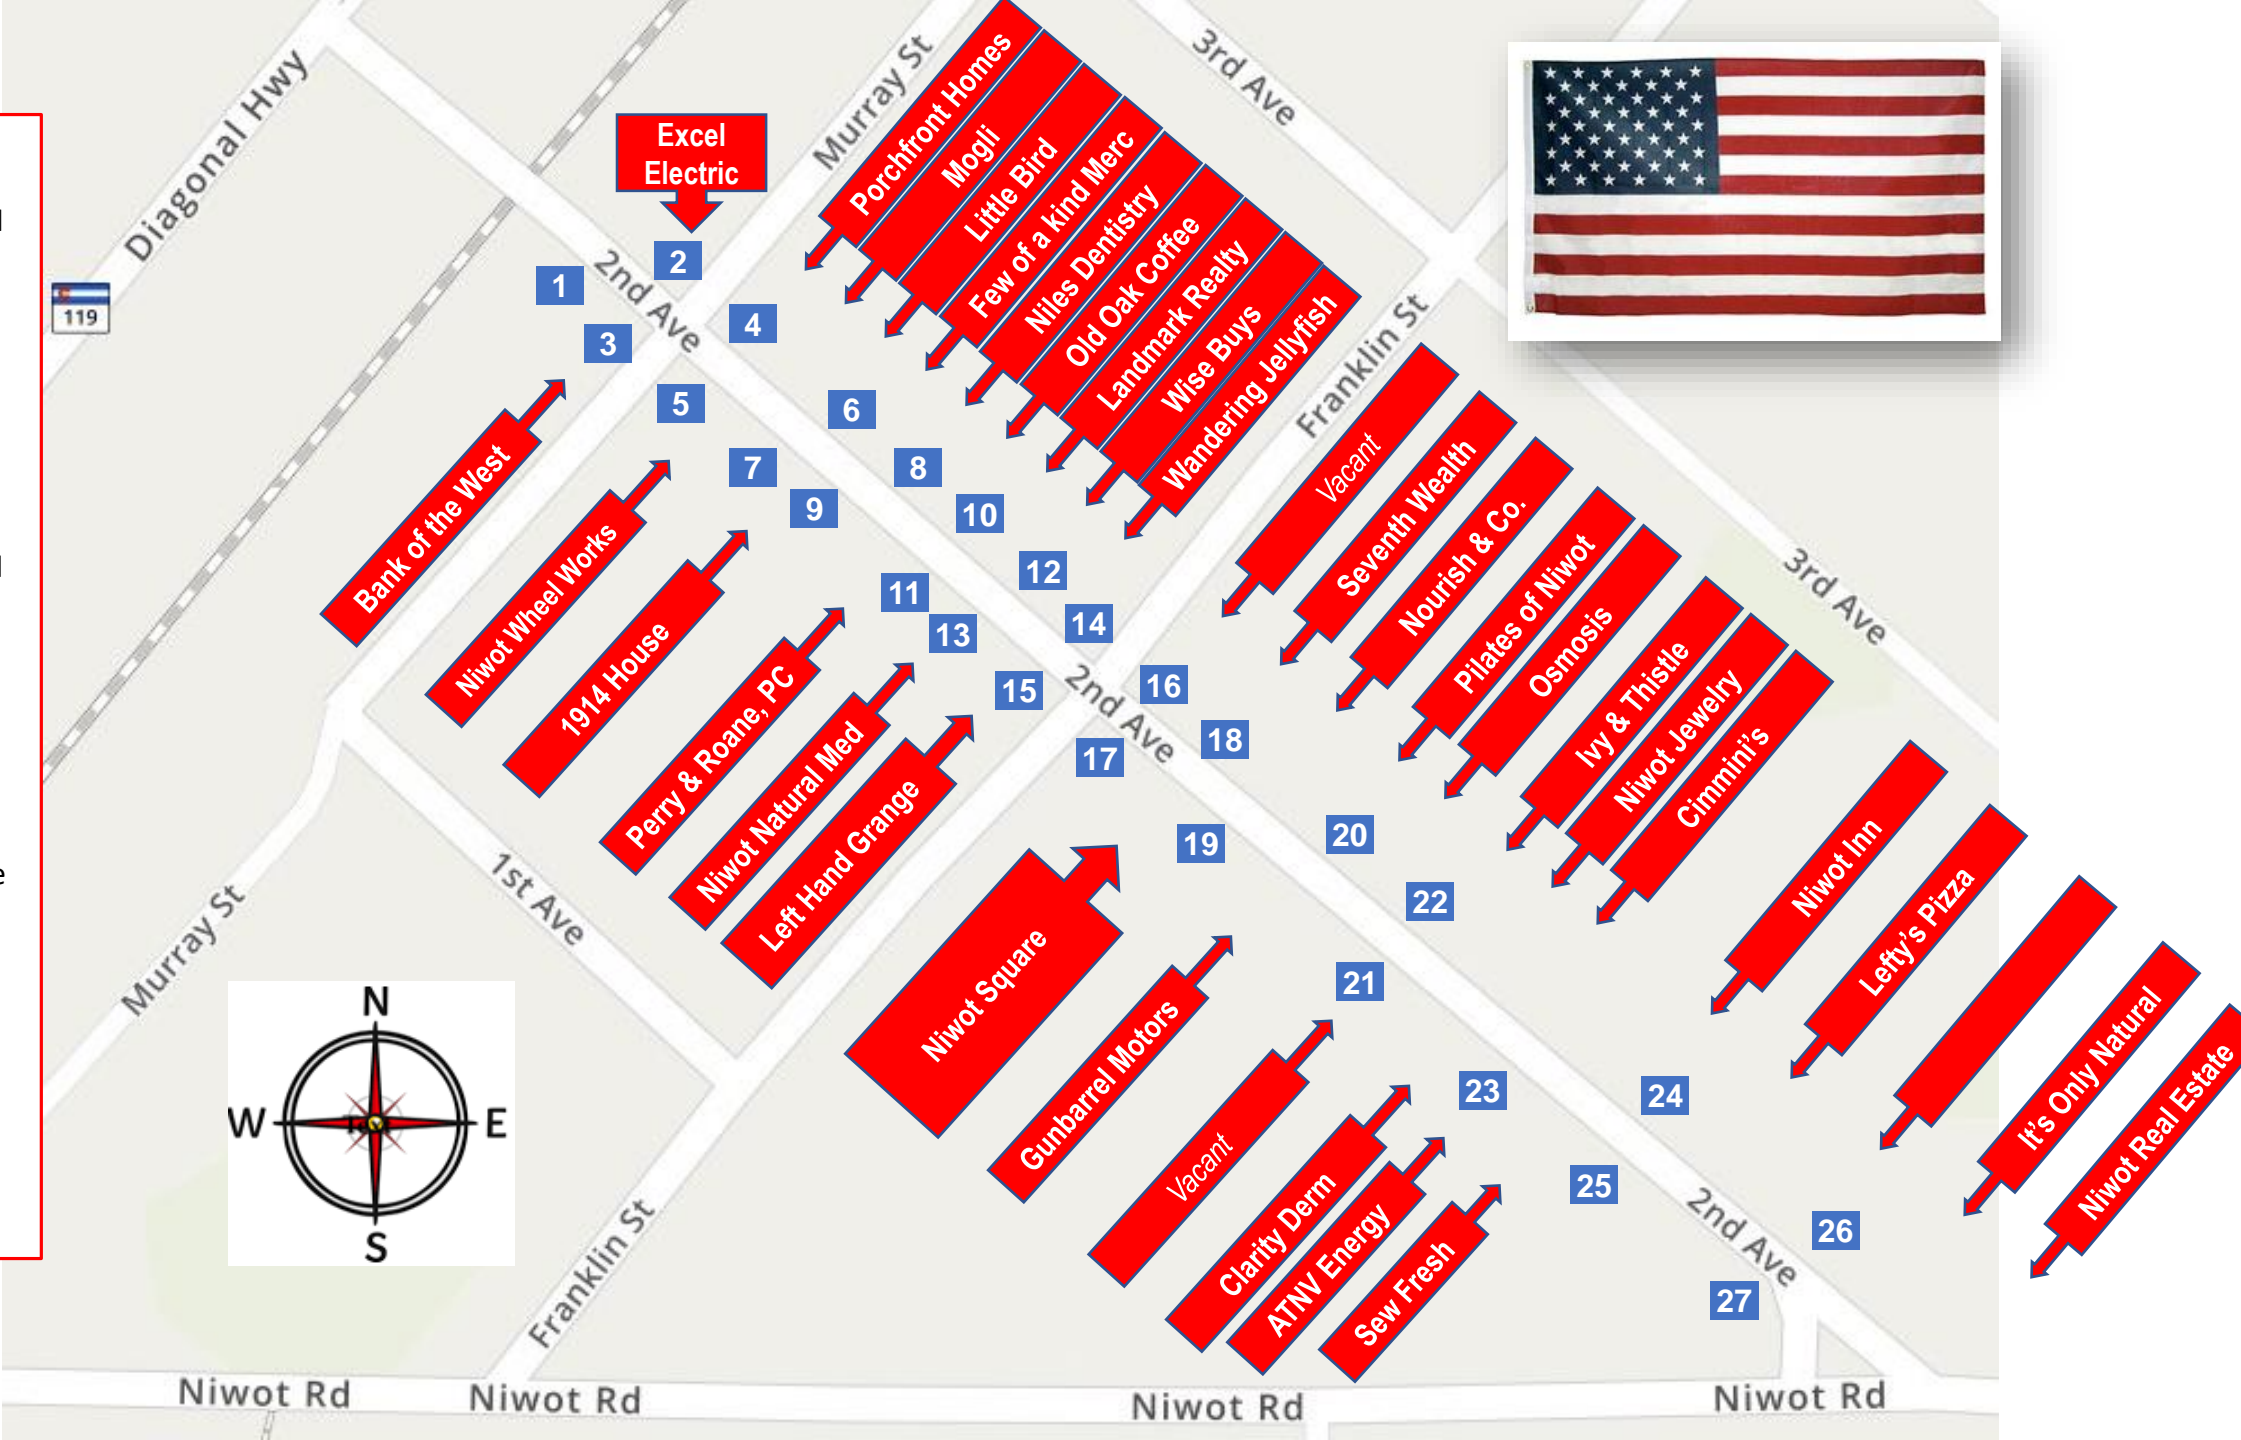 Diagonal Hwy
119
Excel
Electric
Murray St
3rd Ave
2nd Ave
Porchfront Homes
Mogli
Little Bird
Few of a kind Merc
Niles Dentistry
Old Oak Coffee
Landmark Realty
Wise Buys
Wandering Jellyfish
Franklin St
Vacant
Seventh Wealth
Nourish & Co.
Pilates of Niwot
Osmosis
Ivy & Thistle
Niwot Jewelry
Cimmini's
Niwot Inn
Lefty's Pizza
It's Only Natural
Niwot Real Estate
3rd Ave
1
2
3
4
5
6
7
8
9
10
11
12
13
14
15
16
17
18
19
20
21
22
23
24
25
26
27
2nd Ave
Bank of the West
Niwot Wheel Works
1914 House
Perry & Roane, PC
Niwot Natural Med
Left Hand Grange
Niwot Square
Gunbarrel Motors
Vacant
Clarity Derm
ATNV Energy
Sew Fresh
2nd Ave
Murray St
1st Ave
Franklin St
N
W
E
S
Niwot Rd
Niwot Rd
Niwot Rd
Niwot Rd